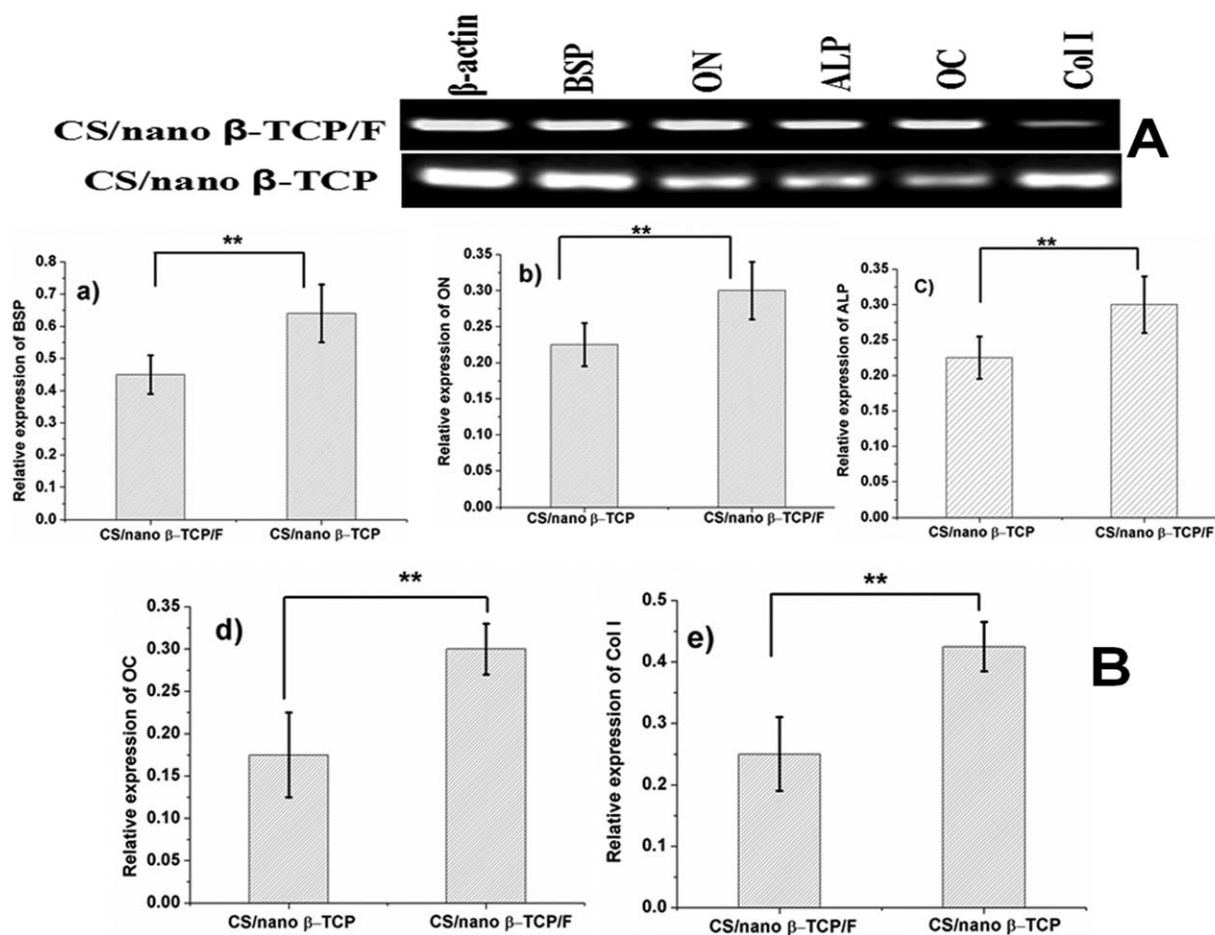 β-actin BSP ON ALP OC Col I
CS/nano β-TCP/F
CS/nano β-TCP
A
a)
**
Relative expression of BSP
0.8
0.7
0.6
0.5
0.4
0.3
0.2
0.1
0.0
CS/nano β–TCP/F CS/nano β–TCP
b)
**
Relative expression of ON
0.35
0.30
0.25
0.20
0.15
0.10
0.05
0.00
CS/nano β–TCP CS/nano β–TCP/F
C)
**
Relative expression of ALP
0.35
0.30
0.25
0.20
0.15
0.10
0.05
0.00
CS/nano β–TCP CS/nano β–TCP/F
d)
**
Relative expression of OC
0.35
0.30
0.25
0.20
0.15
0.10
0.05
0.00
CS/nano β–TCP CS/nano β–TCP/F
e)
**
Relative expression of Col I
0.5
0.4
0.3
0.2
0.1
0.0
CS/nano β–TCP/F CS/nano β–TCP
B